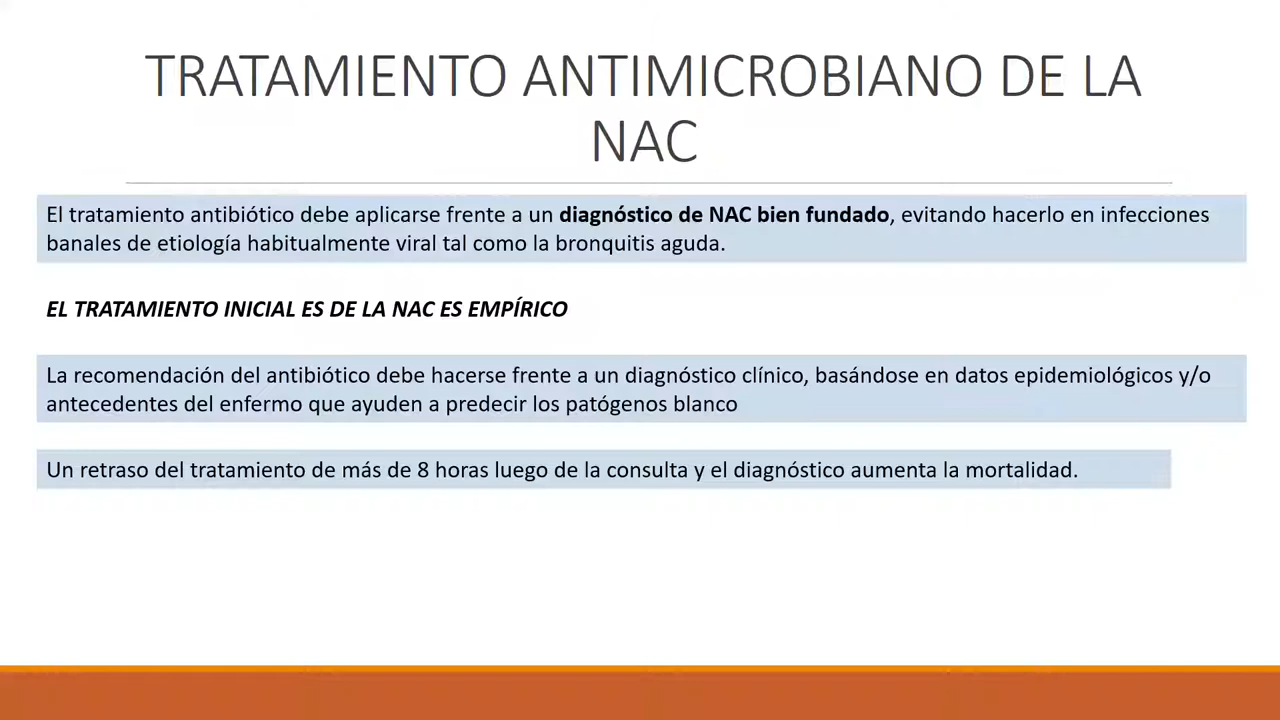 TRATAMIENTO ANTIMICROBIANO DE LA
NAC
El tratamiento antibiótico debe aplicarse frente a un diagnóstico de NAC bien fundado, evitando hacerlo en infecciones
banales de etiología habitualmente viral tal como la bronquitis aguda.
EL TRATAMIENTO INICIAL ES DE LA NAC ES EMPÍRICO
La recomendación del antibiótico debe hacerse frente a un diagnóstico clínico, basándose en datos epidemiológicos y/o
antecedentes del enfermo que ayuden a predecir los patógenos blanco
Un retraso del tratamiento de más de 8 horas luego de la consulta y el diagnóstico aumenta la mortalidad.